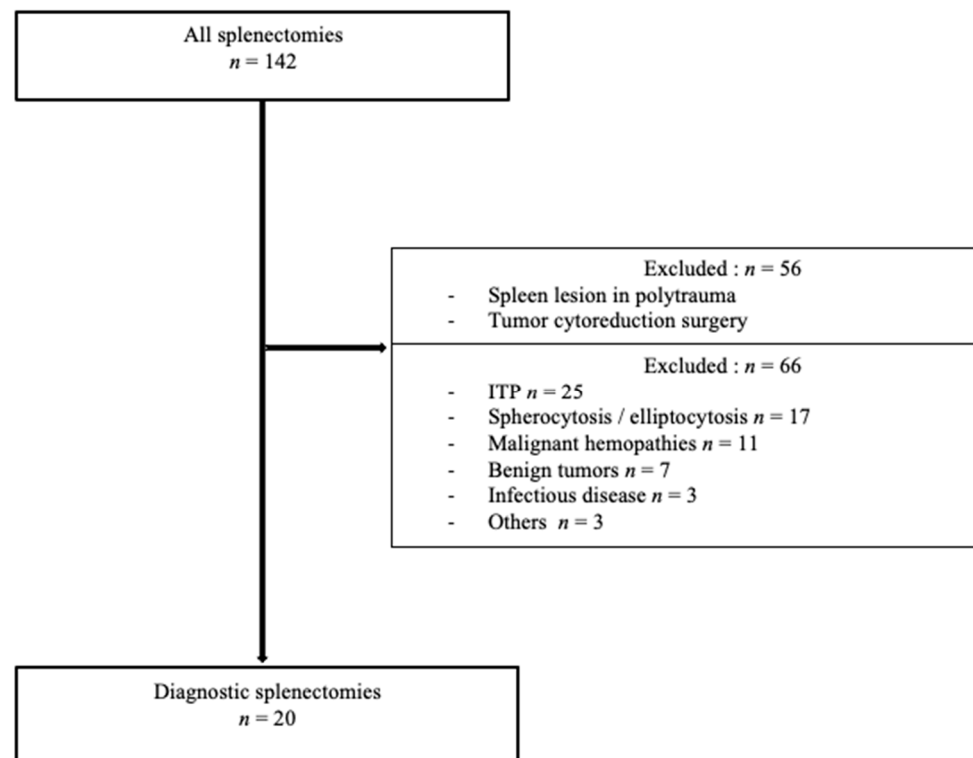 All splenectomies
n = 142
Excluded : n = 56
- Spleen lesion in polytrauma
- Tumor cytoreduction surgery
Excluded : n = 66
- ITP n = 25
- Spherocytosis / elliptocytosis n = 17
- Malignant hemopathies n = 11
- Benign tumors n = 7
- Infectious disease n = 3
- Others n = 3
Diagnostic splenectomies
n = 20